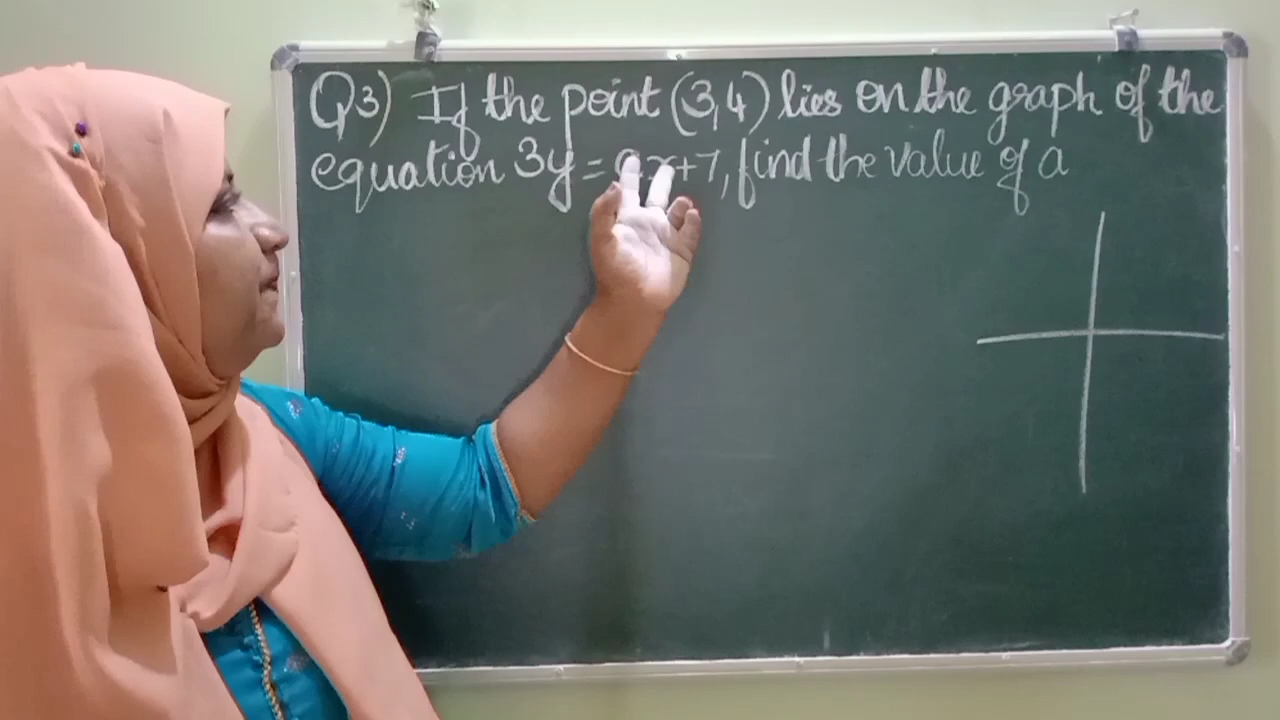 Q3) If the point (3,4) lies on the graph of the
equation 3y = ax+7, find the value of a